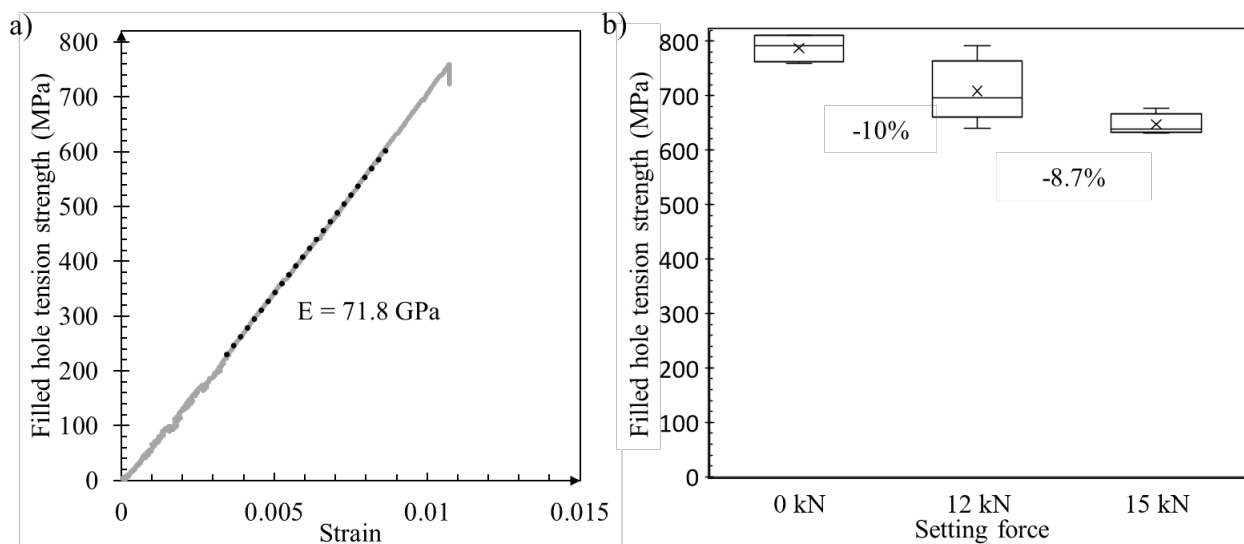 a)
Filled hole tension strength (MPa)
800
700
600
500
400
300
200
100
0
E = 71.8 GPa
0 0.005 0.01 0.015
Strain
b)
Filled hole tension strength (MPa)
800
700
600
500
400
300
200
100
0
-10%
-8.7%
0 kN 12 kN 15 kN
Setting force